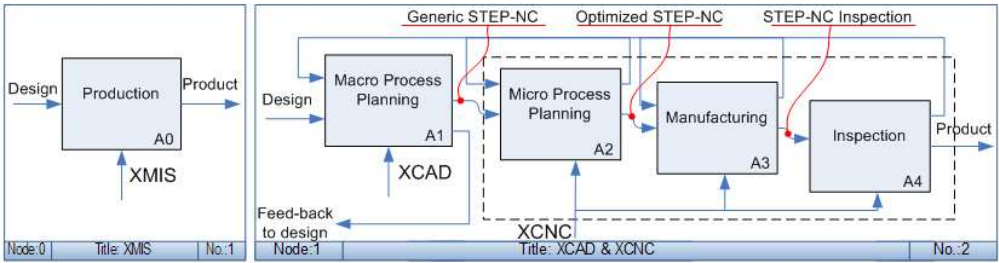 Design
Production
Product
A0
XMIS
Node:0
Title: XMIS
No.:1
Generic STEP-NC
Optimized STEP-NC
STEP-NC Inspection
Design
Macro Process
Planning
A1
XCAD
Micro Process
Planning
A2
Manufacturing
A3
Inspection
A4
Product
Feed-back
to design
XCNC
Node:1
Title: XCAD & XCNC
No.:2